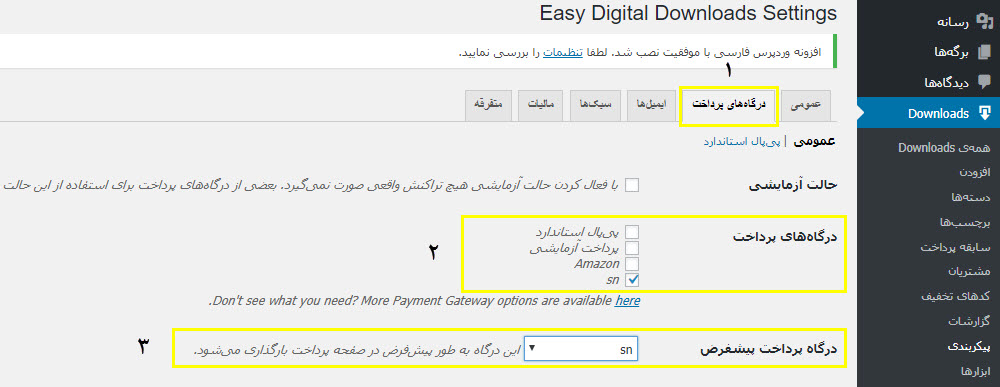 Easy Digital Downloads Settings
افزونه وردپرس فارسی با موفقیت نصب شد. لطفا تنظیمات را بررسی نمایید.
۱
عمومی
درگاه‌های پرداخت
ایمیل‌ها
سبک‌ها
مالیات
متفرقه
عمومی | پی‌پال استاندارد
حالت آزمایشی
با فعال کردن حالت آزمایشی هیچ تراکنش واقعی صورت نمی‌گیرد. بعضی از درگاه‌های پرداخت برای استفاده از این حالت
درگاه‌های پرداخت
پی‌پال استاندارد
پرداخت آزمایشی
Amazon
sn
۲
.Don't see what you need? More Payment Gateway options are available here
درگاه پرداخت پیشفرض
sn
این درگاه به طور پیش‌فرض در صفحه پرداخت بارگذاری می‌شود.
۳
رسانه
برگه‌ها
دیدگاه‌ها
Downloads
همه‌ی Downloads
افزودن
دسته‌ها
برچسب‌ها
سابقه پرداخت
مشتریان
کدهای تخفیف
گزارشات
پیکربندی
ابزارها